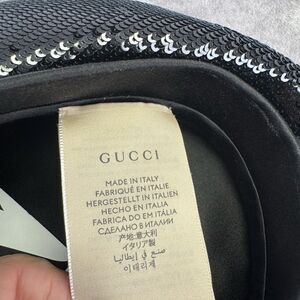 GUCCI
MADE IN ITALY
FABRIQUÉ EN ITALIE
HERGESTELLT IN ITALIEN
HECHO EN ITALIA
FABRICADO EM ITÁLIA
СДЕЛАНО В ИТАЛИИ
产地:意大利
イタリア製
صنع في إيطاليا
이태리제